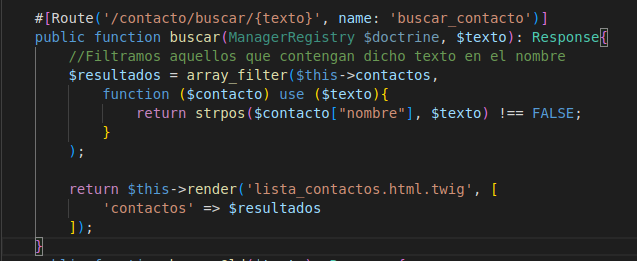 #[Route('/contacto/buscar/{texto}', name: 'buscar_contacto')]
public function buscar(ManagerRegistry $doctrine, $texto): Response{
//Filtramos aquellos que contengan dicho texto en el nombre
$resultados = array_filter($this->contactos,
function ($contacto) use ($texto){
return strpos($contacto["nombre"], $texto) !== FALSE;
}
);
return $this->render('lista_contactos.html.twig', [
'contactos' => $resultados
]);
}